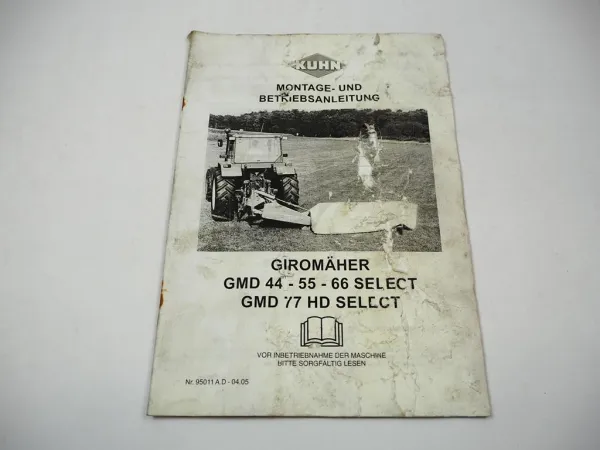 KUHN
MONTAGE- UND
BETRIEBSANLEITUNG
GIROMÄHER
GMD 44 - 55 - 66 SELECT
GMD 77 HD SELECT
VOR INBETRIEBNAHME DER MASCHINE
BITTE SORGFÄLTIG LESEN
Nr. 95011 A.D - 04.05